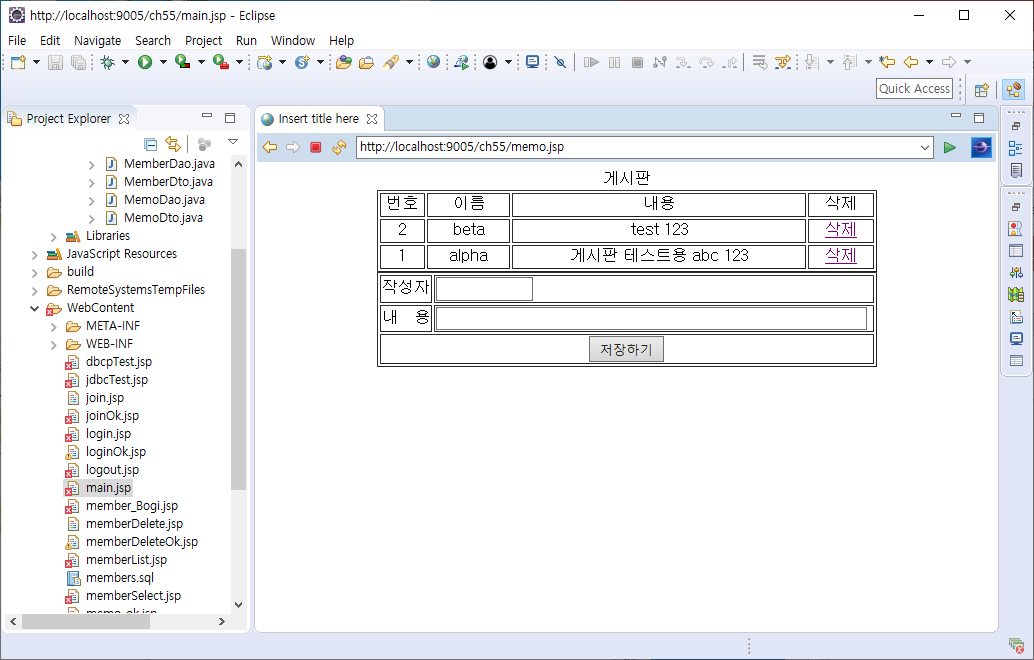 http://localhost:9005/ch55/main.jsp - Eclipse
File Edit Navigate Search Project Run Window Help
Quick Access
Project Explorer
MemberDao.java
MemberDto.java
MemoDao.java
MemoDto.java
Libraries
JavaScript Resources
build
RemoteSystemsTempFiles
WebContent
META-INF
WEB-INF
dbcpTest.jsp
jdbcTest.jsp
join.jsp
joinOk.jsp
login.jsp
loginOk.jsp
logout.jsp
main.jsp
member_Bogi.jsp
memberDelete.jsp
memberDeleteOk.jsp
memberList.jsp
members.sql
memberSelect.jsp
memo_ok.jsp
Insert title here
http://localhost:9005/ch55/memo.jsp
게시판
번호 이름 내용 삭제
2 beta test 123 삭제
1 alpha 게시판 테스트용 abc 123 삭제
작성자
내 용
저장하기